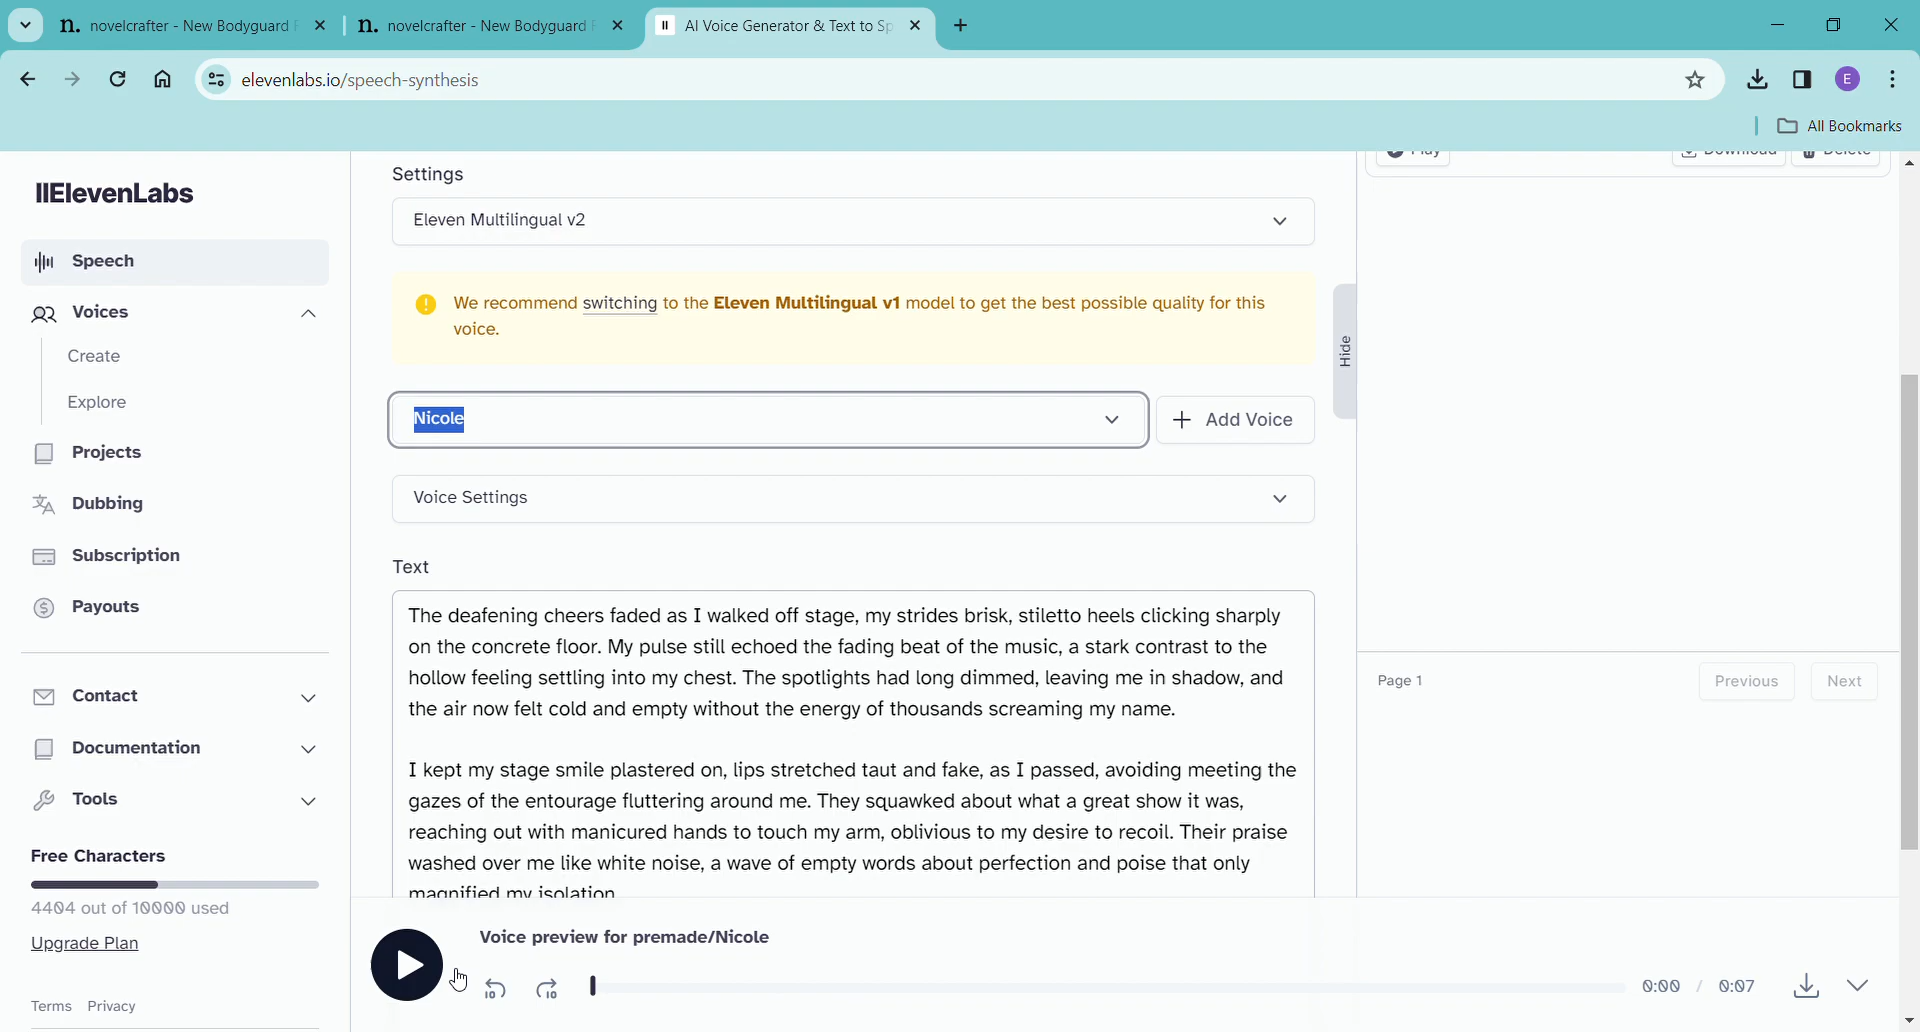 n. novelcrafter - New Bodyguard
n. novelcrafter - New Bodyguard
AI Voice Generator & Text to Sp
elevenlabs.io/speech-synthesis
E
All Bookmarks
IIElevenLabs
Speech
Voices
Create
Explore
Projects
Dubbing
Subscription
Payouts
Contact
Documentation
Tools
Free Characters
4404 out of 10000 used
Upgrade Plan
Terms Privacy
Settings
Eleven Multilingual v2
We recommend switching to the Eleven Multilingual v1 model to get the best possible quality for this
voice.
Nicole
Add Voice
Voice Settings
Text
The deafening cheers faded as I walked off stage, my strides brisk, stiletto heels clicking sharply
on the concrete floor. My pulse still echoed the fading beat of the music, a stark contrast to the
hollow feeling settling into my chest. The spotlights had long dimmed, leaving me in shadow, and
the air now felt cold and empty without the energy of thousands screaming my name.
I kept my stage smile plastered on, lips stretched taut and fake, as I passed, avoiding meeting the
gazes of the entourage fluttering around me. They squawked about what a great show it was,
reaching out with manicured hands to touch my arm, oblivious to my desire to recoil. Their praise
washed over me like white noise, a wave of empty words about perfection and poise that only
magnified my isolation
Hide
Play Download Delete
Page 1
Previous Next
Voice preview for premade/Nicole
10 10
0:00 / 0:07